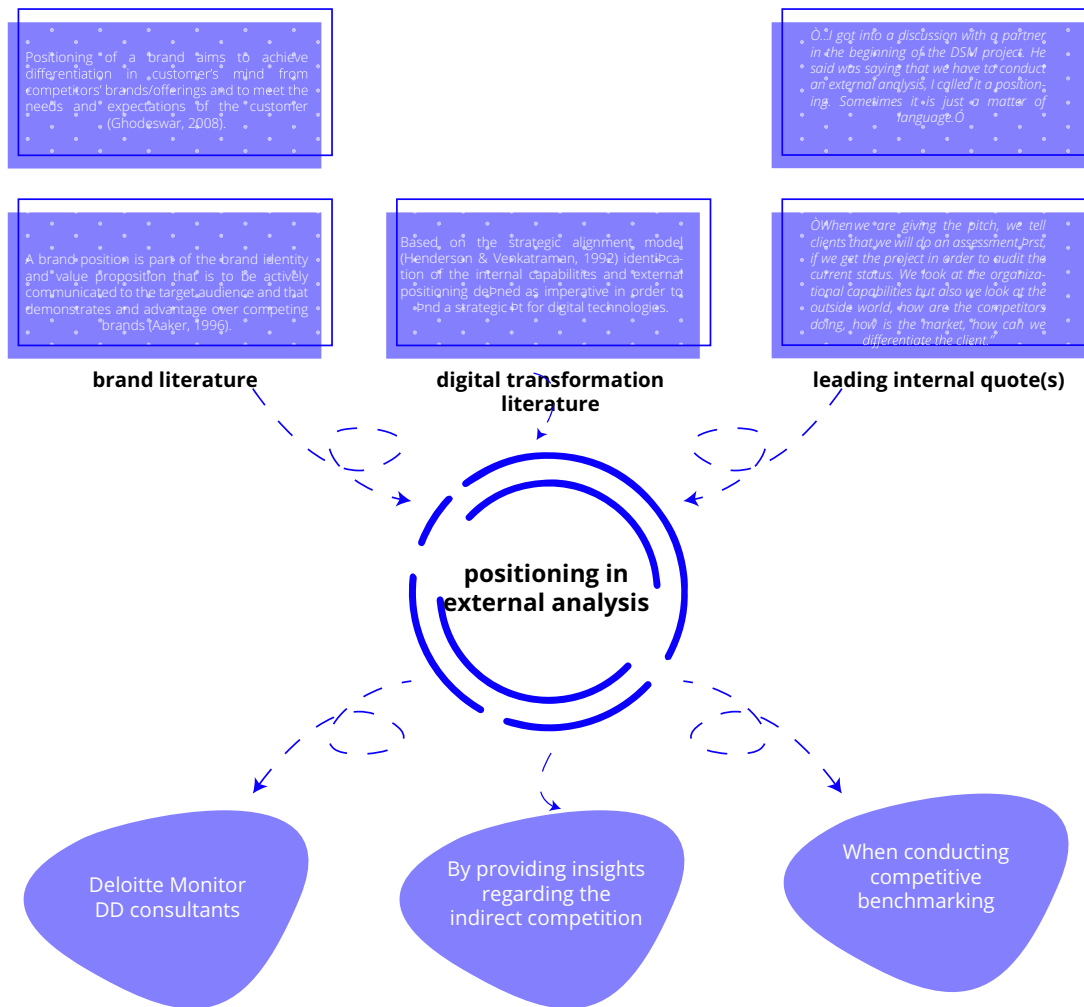 Positioning of a brand aims to achieve
differentiation in customer's mind from
competitors' brands/offerings and to meet the
needs and expectations of the customer
(Ghodeswar, 2008).
Ò...I got into a discussion with a partner
in the beginning of the DSM project. He
said was saying that we have to conduct
an external analysis, I called it a position-
ing. Sometimes it is just a matter of
language.Ó
A brand position is part of the brand identity
and value proposition that is to be actively
communicated to the target audience and that
demonstrates and advantage over competing
brands (Aaker, 1996).
Based on the strategic alignment model
(Henderson & Venkatraman, 1992) identiÞca-
tion of the internal capabilities and external
positioning deÞned as imperative in order to
Þnd a strategic Þt for digital technologies.
ÒWhen we are giving the pitch, we tell
clients that we will do an assessment Þrst,
if we get the project in order to audit the
current status. We look at the organiza-
tional capabilities but also we look at the
outside world, how are the competitors
doing, how is the market, how can we
differentiate the client.”
brand literature
digital transformation
literature
leading internal quote(s)
positioning in
external analysis
Deloitte Monitor
DD consultants
By providing insights
regarding the
indirect competition
When conducting
competitive
benchmarking